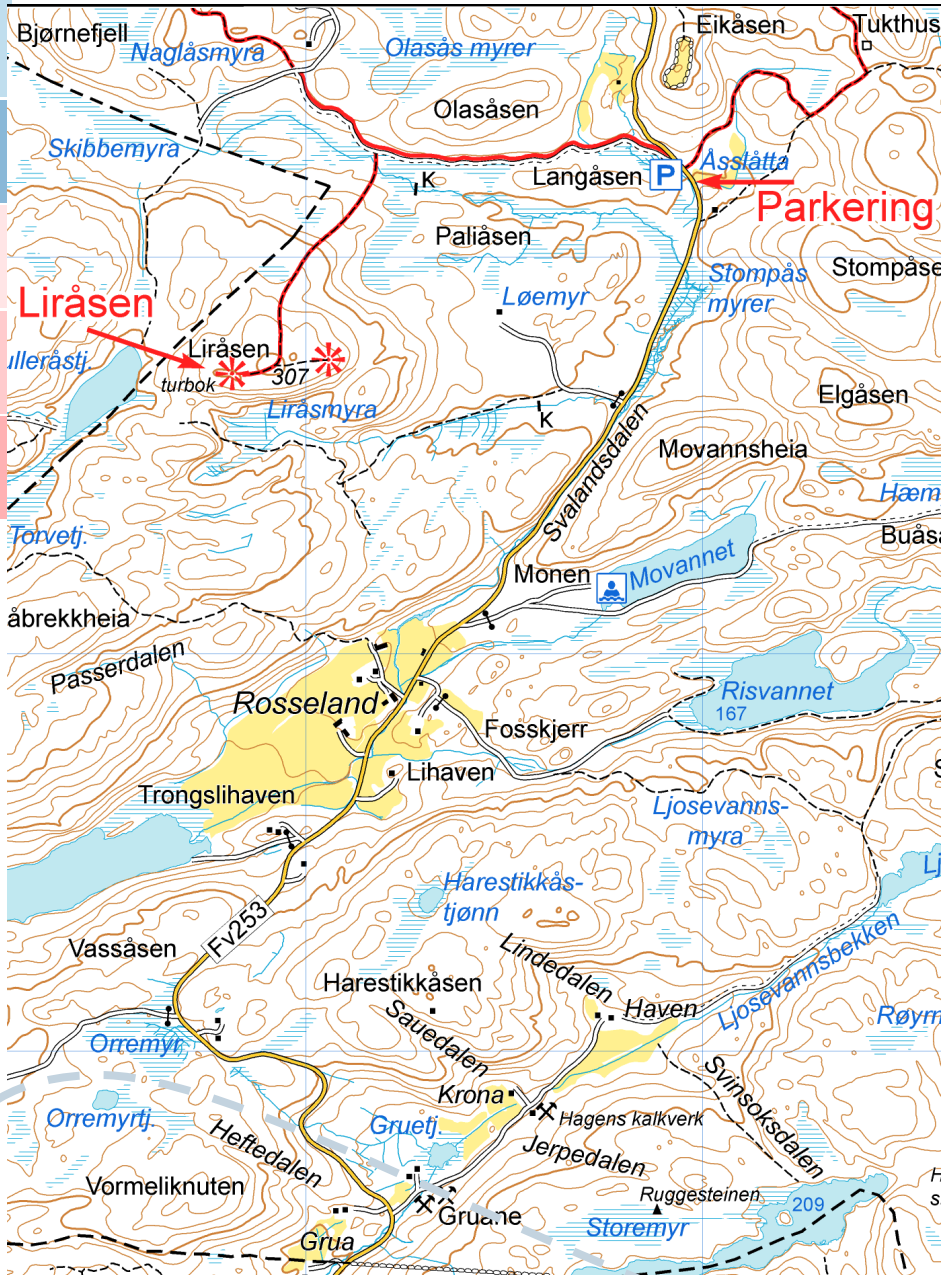 Bjørnefjell
Naglåsmyra
Olasås myrer
Eikåsen
Tukthus
Olasåsen
Skibbemyra
K
Langåsen
P
Åsslåtta
Parkering
Paliåsen
Stompås
myrer
Stompåse
Løemyr
Liråsen
Liråsen
ulleråstj.
turbok
307
Liråsmyra
K
Elgåsen
Svalandsdalen
Movannsheia
Hæm
Torvetj.
Buåsa
Monen
Movannet
åbrekkheia
Passerdalen
Rosseland
Risvannet
167
Fosskjerr
Lihaven
Trongslihaven
Ljosevanns-
myra
Harestikkås-
tjønn
Lj
Fv253
Vassåsen
Lindedalen
Ljosevannsbekken
Harestikkåsen
Sauedalen
Haven
Røyrm
Orremyr
Svinsoksdalen
Krona
Orremyrtj.
Gruetj.
Hagens kalkverk
Heftedalen
Jerpedalen
Vormeliknuten
Ruggesteinen
209
H
s
Gruane
Storemyr
Grua